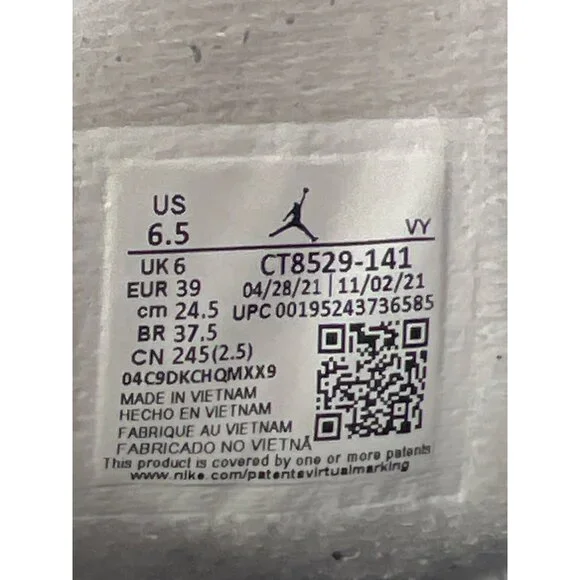 US
6.5
VY
UK 6
CT8529-141
EUR 39
04/28/21 | 11/02/21
cm 24.5
UPC 00195243736585
BR 37.5
CN 245(2.5)
04C9DKCHQMXX9
MADE IN VIETNAM
HECHO EN VIETNAM
FABRIQUE AU VIETNAM
FABRICADO NO VIETNÃ
This product is covered by one or more patents
www.nike.com/patentsvirtualmarking